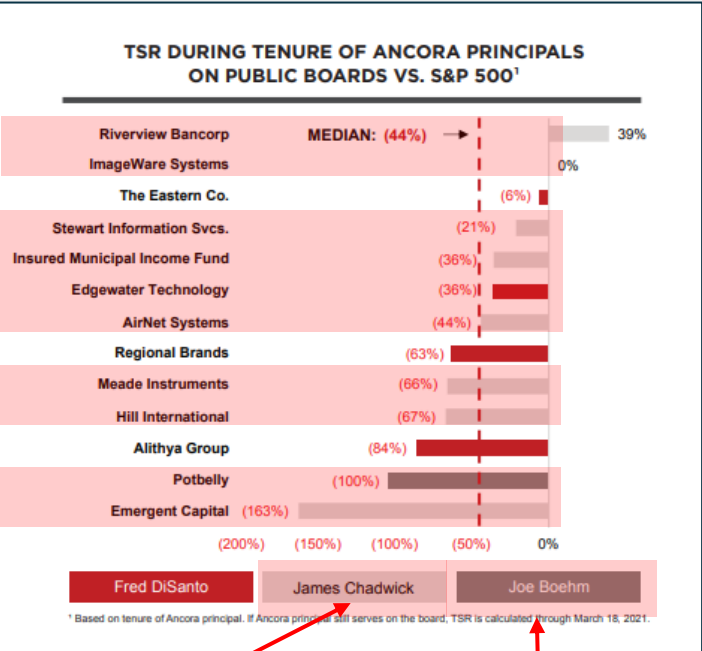 TSR DURING TENURE OF ANCORA PRINCIPALS
ON PUBLIC BOARDS VS. S&P 500¹
Riverview Bancorp MEDIAN: (44%) 39%
ImageWare Systems 0%
The Eastern Co. (6%)
Stewart Information Svcs. (21%)
Insured Municipal Income Fund (36%)
Edgewater Technology (36%)
AirNet Systems (44%)
Regional Brands (63%)
Meade Instruments (66%)
Hill International (67%)
Alithya Group (84%)
Potbelly (100%)
Emergent Capital (163%)
(200%) (150%) (100%) (50%) 0%
Fred DiSanto James Chadwick Joe Boehm
¹ Based on tenure of Ancora principal. If Ancora principal still serves on the board, TSR is calculated through March 18, 2021.